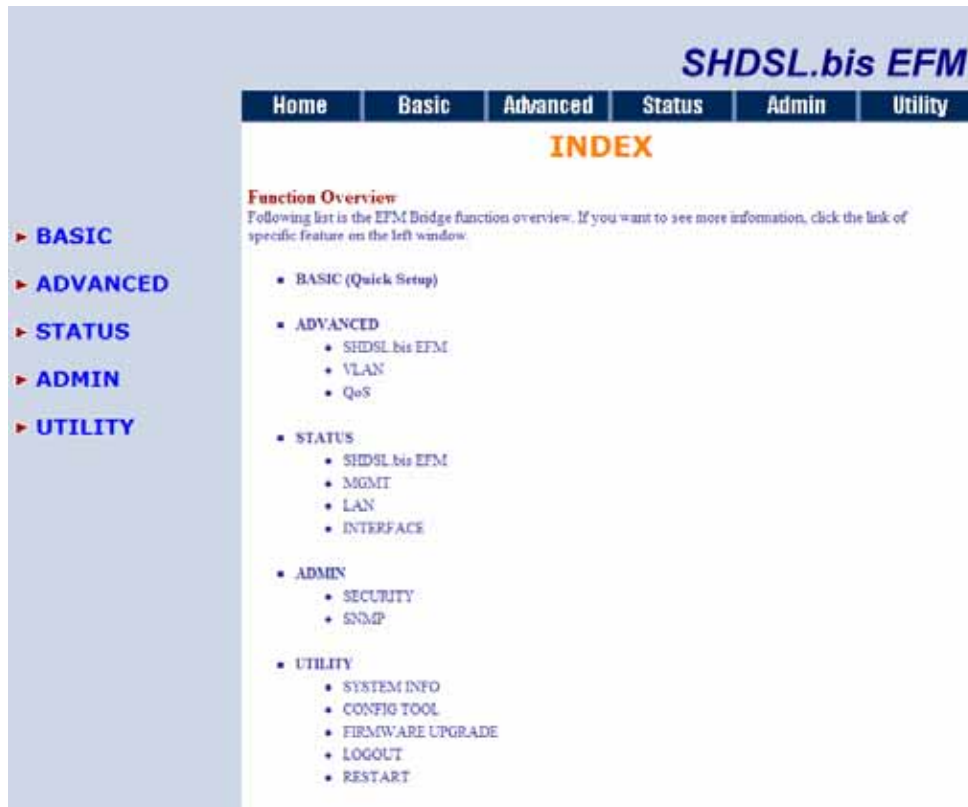 SHDSL.bis EFM
Home Basic Advanced Status Admin Utility
INDEX
Function Overview
Following list is the EFM Bridge function overview. If you want to see more information, click the link of
specific feature on the left window.
BASIC
ADVANCED
STATUS
ADMIN
UTILITY
BASIC (Quick Setup)
ADVANCED
SHDSL.bis EFM
VLAN
QoS
STATUS
SHDSL.bis EFM
MGMT
LAN
INTERFACE
ADMIN
SECURITY
SNMP
UTILITY
SYSTEM INFO
CONFIG TOOL
FIRMWARE UPGRADE
LOGOUT
RESTART